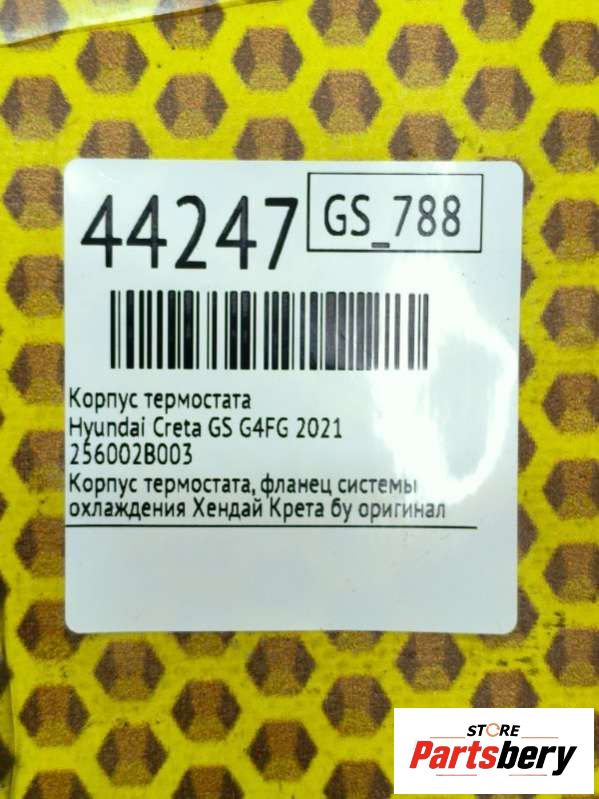 44247
GS_788
Корпус термостата
Hyundai Creta GS G4FG 2021
256002B003
Корпус термостата, фланец системы
охлаждения Хендай Крета бу оригинал
STORE
Partsbery